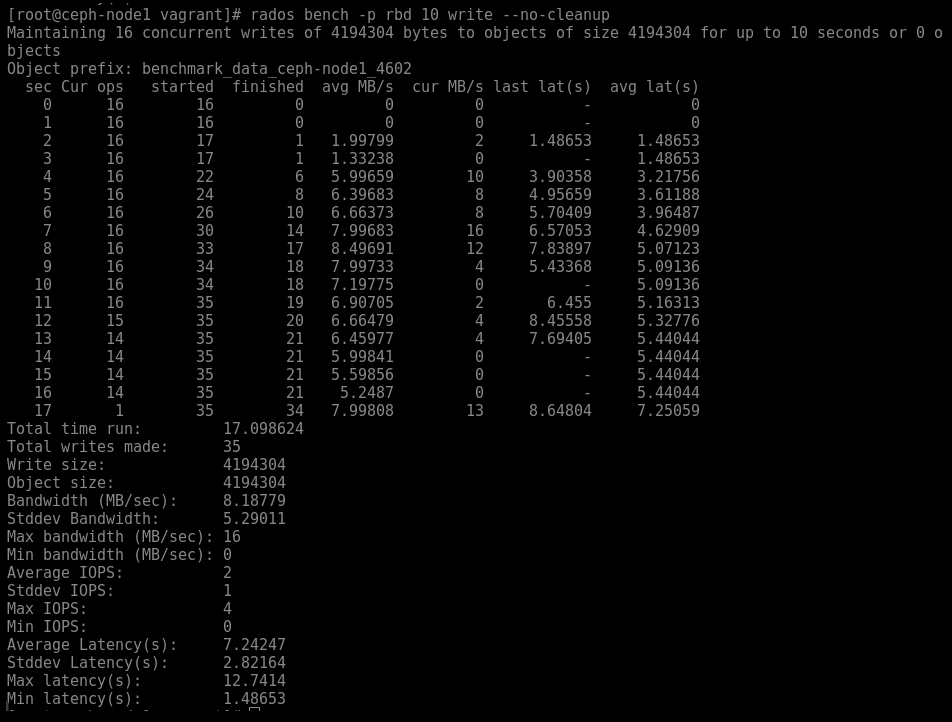 [root@ceph-node1 vagrant]# rados bench -p rbd 10 write --no-cleanup
Maintaining 16 concurrent writes of 4194304 bytes to objects of size 4194304 for up to 10 seconds or 0 o
bjects
Object prefix: benchmark_data_ceph-node1_4602
  sec Cur ops   started  finished  avg MB/s  cur MB/s last lat(s)  avg lat(s)
    0      16        16         0         0         0           -           0
    1      16        16         0         0         0           -           0
    2      16        17         1   1.99799         2     1.48653     1.48653
    3      16        17         1   1.33238         0           -     1.48653
    4      16        22         6   5.99659        10     3.90358     3.21756
    5      16        24         8   6.39683         8     4.95659     3.61188
    6      16        26        10   6.66373         8     5.70409     3.96487
    7      16        30        14   7.99683        16     6.57053     4.62909
    8      16        33        17   8.49691        12     7.83897     5.07123
    9      16        34        18   7.99733         4     5.43368     5.09136
   10      16        34        18   7.19775         0           -     5.09136
   11      16        35        19   6.90705         2       6.455     5.16313
   12      15        35        20   6.66479         4     8.45558     5.32776
   13      14        35        21   6.45977         4     7.69405     5.44044
   14      14        35        21   5.99841         0           -     5.44044
   15      14        35        21   5.59856         0           -     5.44044
   16      14        35        21    5.2487         0           -     5.44044
   17       1        35        34   7.99808        13     8.64804     7.25059
Total time run:         17.098624
Total writes made:      35
Write size:             4194304
Object size:            4194304
Bandwidth (MB/sec):     8.18779
Stddev Bandwidth:       5.29011
Max bandwidth (MB/sec): 16
Min bandwidth (MB/sec): 0
Average IOPS:           2
Stddev IOPS:            1
Max IOPS:               4
Min IOPS:               0
Average Latency(s):     7.24247
Stddev Latency(s):      2.82164
Max latency(s):         12.7414
Min latency(s):         1.48653